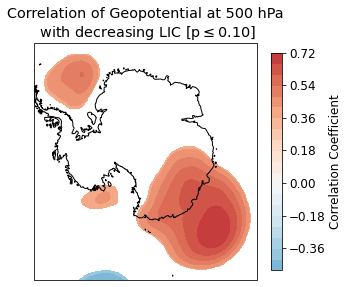 Correlation of Geopotential at 500 hPa
with decreasing LIC [p ≤ 0.10]
0.72
0.54
0.36
0.18
0.00
−0.18
−0.36
Correlation Coefficient